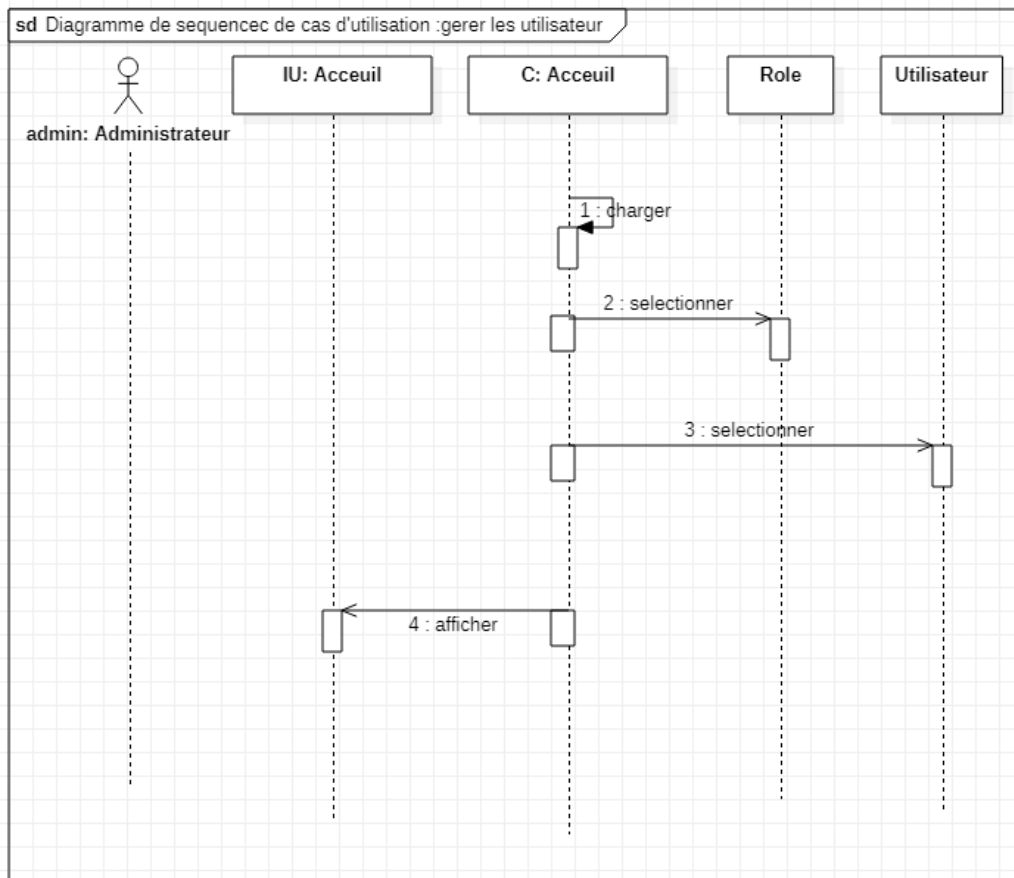 sd Diagramme de sequencec de cas d'utilisation :gerer les utilisateur
IU: Acceuil
C: Acceuil
Role
Utilisateur
admin: Administrateur
1 : charger
2 : selectionner
3 : selectionner
4 : afficher